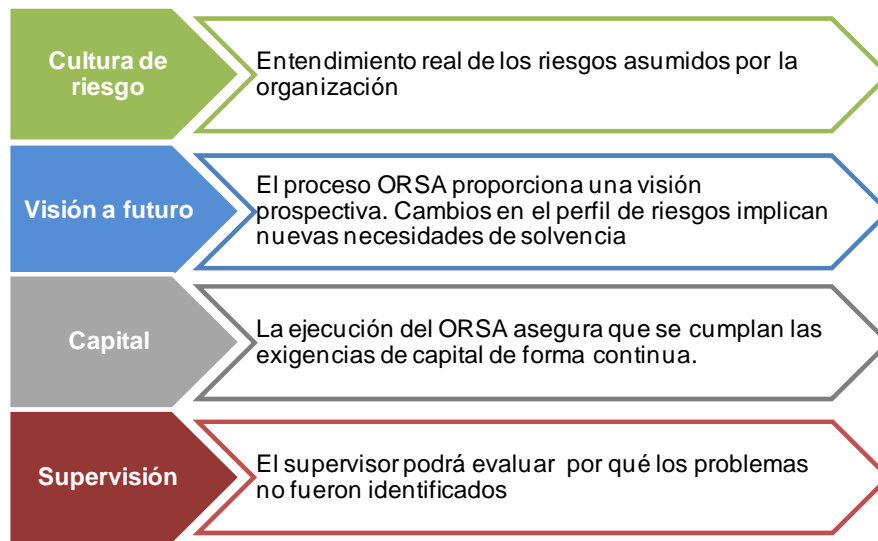 Cultura de
riesgo
Entendimiento real de los riesgos asumidos por la
organización
Visión a futuro
El proceso ORSA proporciona una visión
prospectiva. Cambios en el perfil de riesgos implican
nuevas necesidades de solvencia
Capital
La ejecución del ORSA asegura que se cumplan las
exigencias de capital de forma continua.
Supervisión
El supervisor podrá evaluar por qué los problemas
no fueron identificados